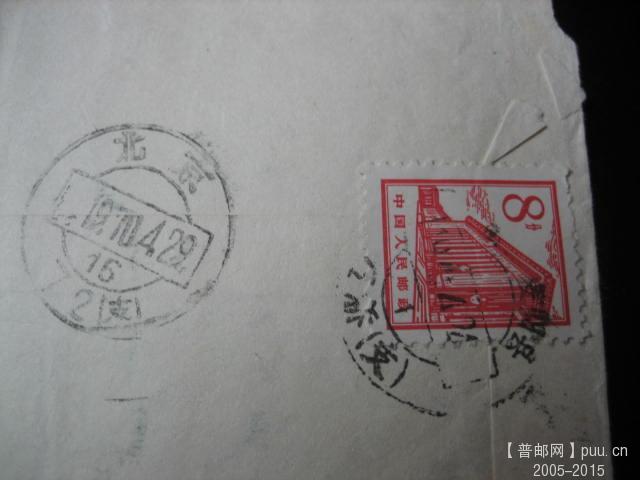 北京
1970.4.29
16
2(支)
8分
中国人民邮政
【普邮网】puu.cn
2005-2015